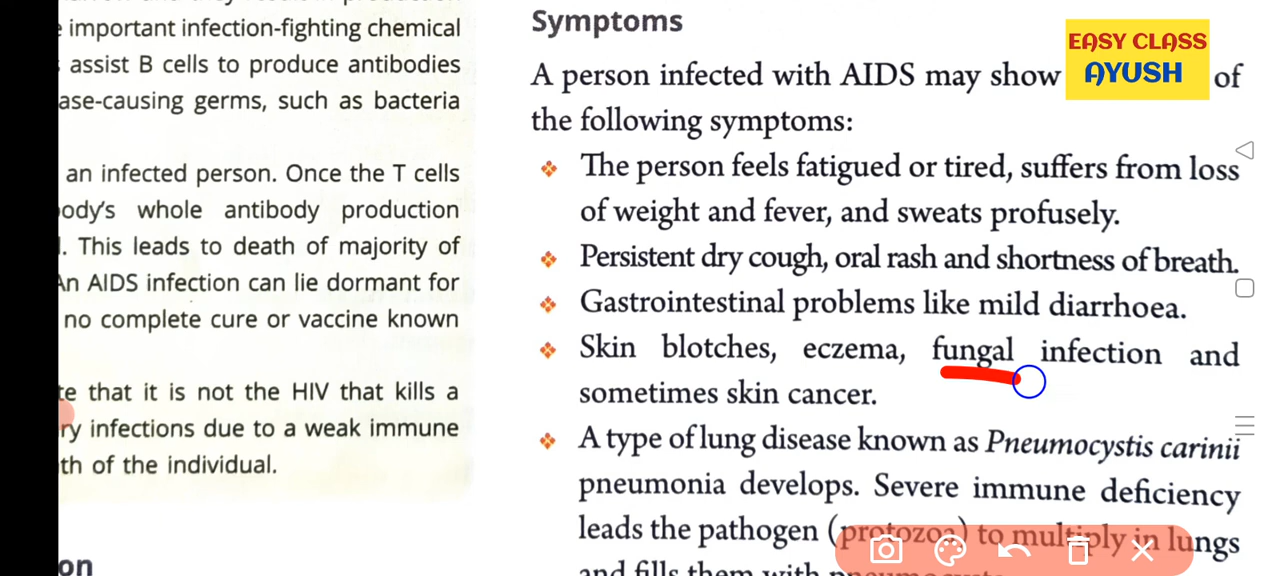 important infection-fighting chemical
assist B cells to produce antibodies
ase-causing germs, such as bacteria
an infected person. Once the T cells
ody's whole antibody production
. This leads to death of majority of
An AIDS infection can lie dormant for
no complete cure or vaccine known
te that it is not the HIV that kills a
ry infections due to a weak immune
th of the individual.
on
Symptoms
EASY CLASS
AYUSH
A person infected with AIDS may show of
the following symptoms:
❖ The person feels fatigued or tired, suffers from loss
of weight and fever, and sweats profusely.
❖ Persistent dry cough, oral rash and shortness of breath.
❖ Gastrointestinal problems like mild diarrhoea.
❖ Skin blotches, eczema, fungal infection and
sometimes skin cancer.
❖ A type of lung disease known as Pneumocystis carinii
pneumonia develops. Severe immune deficiency
leads the pathogen (protozoa) to multiply in lungs
and fills them with